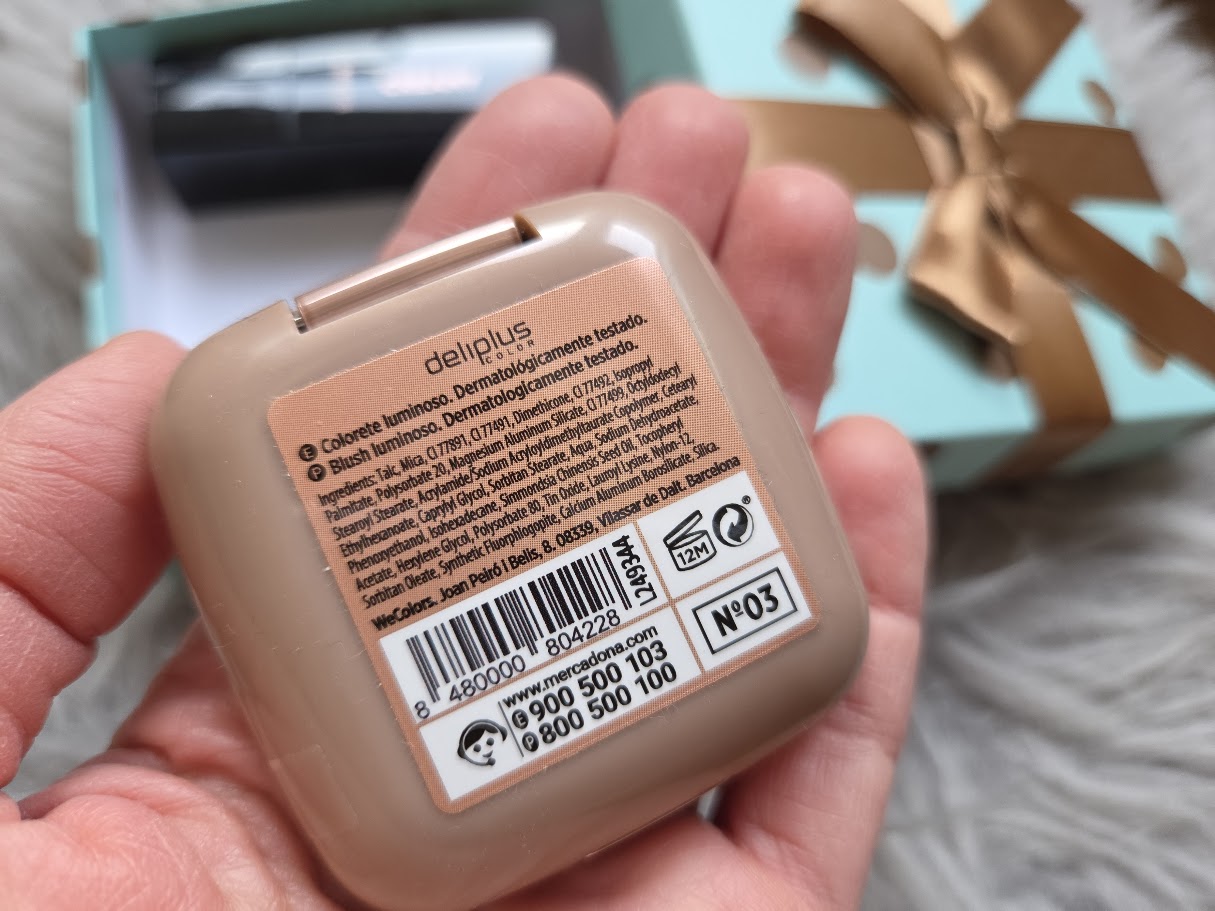 deliplus
COLOR
E Colorete luminoso. Dermatológicamente testado.
P Blush luminoso. Dermatologicamente testado.
Ingredients: Talc, Mica, CI 77891, CI 77491, Dimethicone, CI 77492, Isopropyl
Palmitate, Polysorbate 20, Magnesium Aluminum Silicate, CI 77499, Octyldodecyl
Stearoyl Stearate, Acrylamide/Sodium Acryloyldimethyltaurate Copolymer, Cetearyl
Ethylhexanoate, Caprylyl Glycol, Sorbitan Stearate, Aqua, Sodium Dehydroacetate,
Phenoxyethanol, Isohexadecane, Simmondsia Chinensis Seed Oil, Tocopheryl
Acetate, Hexylene Glycol, Polysorbate 80, Tin Oxide, Lauroyl Lysine, Nylon-12,
Sorbitan Oleate, Synthetic Fluorphlogopite, Calcium Aluminum Borosilicate, Silica.
WeColors. Joan Peiró i Belis, 8. 08339, Vilassar de Dalt. Barcelona
L249344
12M
8 480000 804228
Nº03
www.mercadona.com
E 900 500 103
P 800 500 100